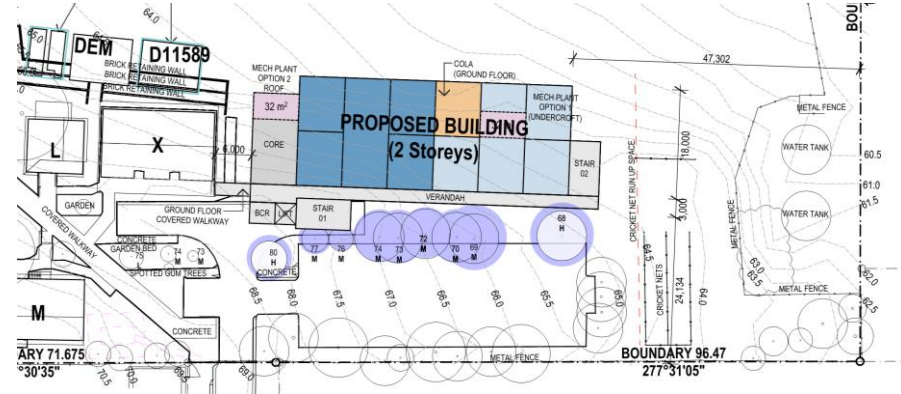 65.0
64.0
DEM
D11589
BRICK RETAINING WALL
BRICK RETAINING WALL
BRICK RETAINING WALL
MECH PLANT
OPTION 2
ROOF
32 m²
CORE
COLA
(GROUND FLOOR)
MECH PLANT
OPTION 1
(UNDERCROFT)
PROPOSED BUILDING
(2 Storeys)
STAIR
02
VERANDAH
47,302
BOU
METAL FENCE
WATER TANK
WATER TANK
60.5
61.0
61.5
62.0
62.5
CRICKET NET RUN UP SPACE
18,000
3,000
24,134
CRICKET NETS
64.5
64.0
METAL FENCE
63.0
63.5
METAL FENCE
L
X
6,000
GARDEN
COVERED WALKWAY
GROUND FLOOR
COVERED WALKWAY
BCR
LIFT
STAIR
01
CONCRETE
GARDEN BED
75
L
74
M
73
M
SPOTTED GUM TREES
80
H
CONCRETE
77
M
76
M
74
M
73
M
72
M
70
M
69
M
68
H
68.5
68.0
67.5
67.0
66.5
66.0
65.5
65.0
M
CONCRETE
ARY 71.675
°30'35"
70.5
70.0
69.5
69.0
METAL FENCE
BOUNDARY 96.47
277°31'05"